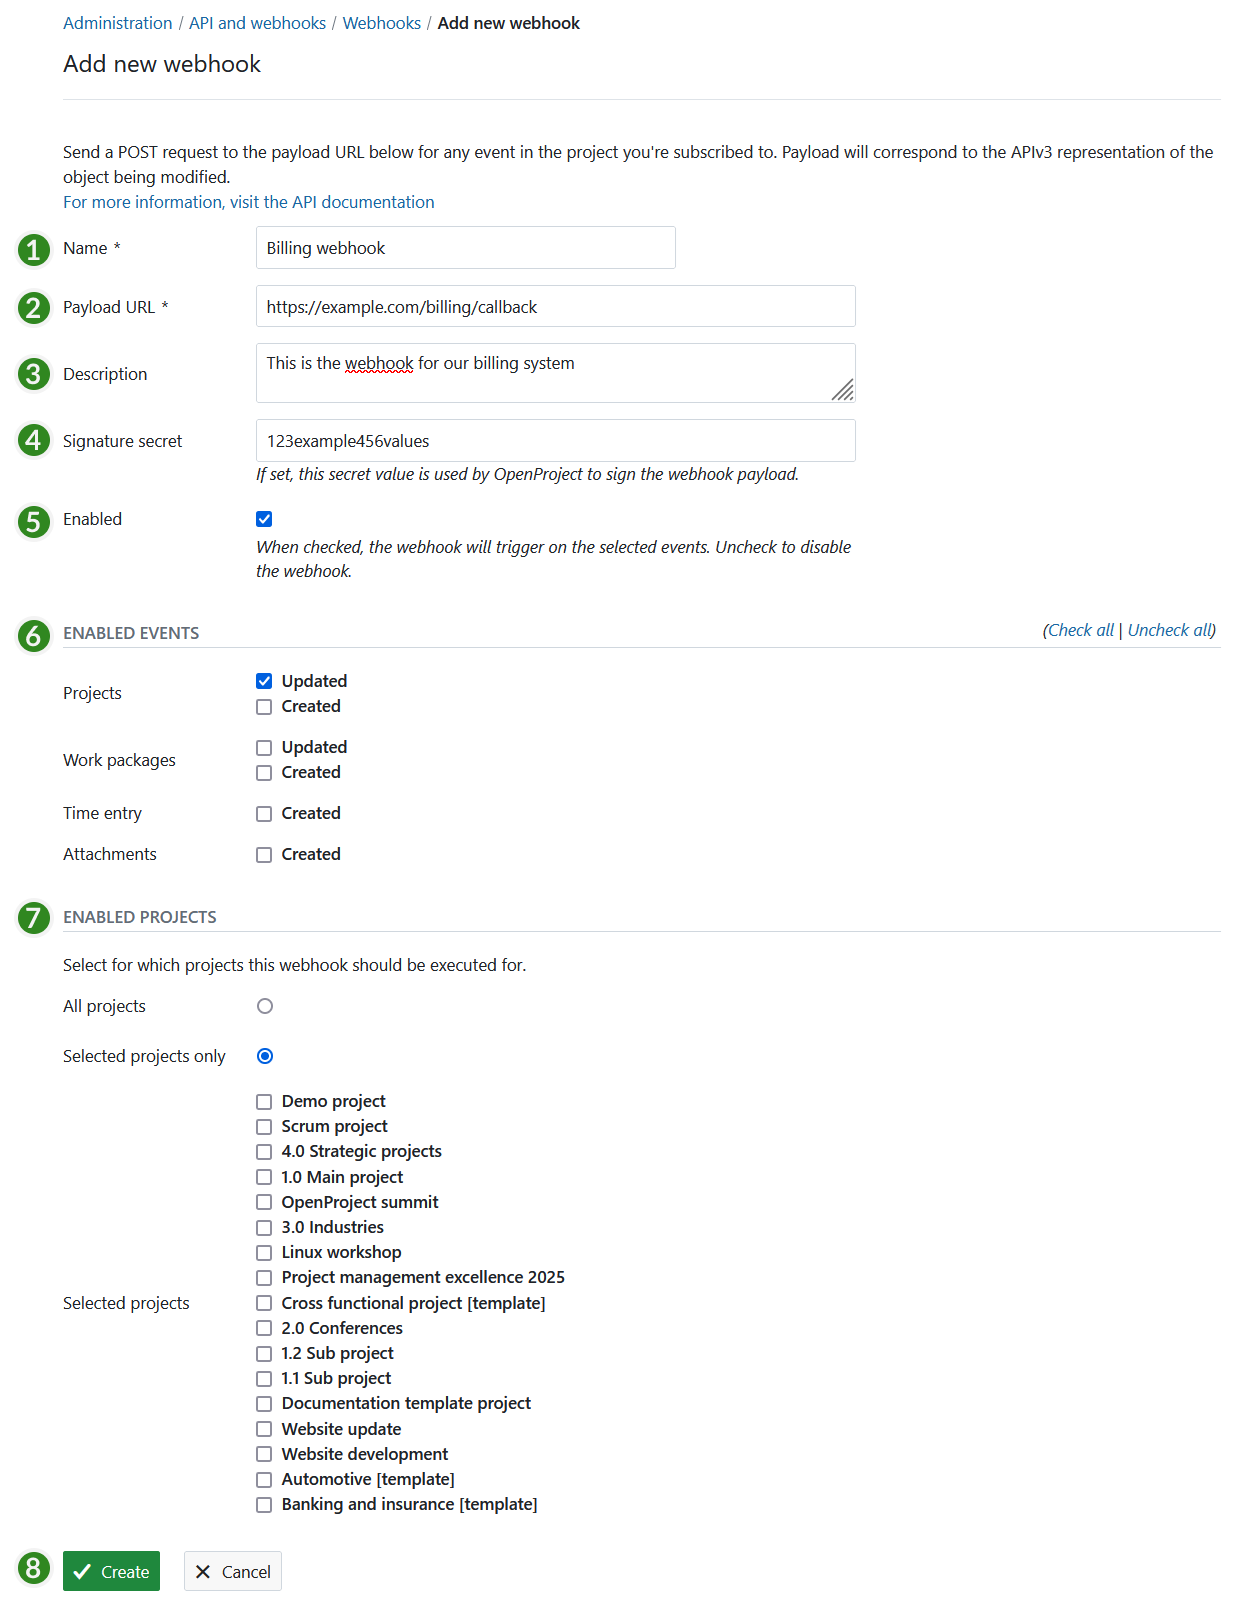 Administration / API and webhooks / Webhooks / Add new webhook
Add new webhook
Send a POST request to the payload URL below for any event in the project you're subscribed to. Payload will correspond to the APIv3 representation of the
object being modified.
For more information, visit the API documentation
1 Name * Billing webhook
2 Payload URL * https://example.com/billing/callback
3 Description This is the webhook for our billing system
4 Signature secret 123example456values
If set, this secret value is used by OpenProject to sign the webhook payload.
5 Enabled
When checked, the webhook will trigger on the selected events. Uncheck to disable
the webhook.
6 ENABLED EVENTS (Check all | Uncheck all)
Projects
Updated
Created
Work packages
Updated
Created
Time entry Created
Attachments Created
7 ENABLED PROJECTS
Select for which projects this webhook should be executed for.
All projects
Selected projects only
Selected projects
Demo project
Scrum project
4.0 Strategic projects
1.0 Main project
OpenProject summit
3.0 Industries
Linux workshop
Project management excellence 2025
Cross functional project [template]
2.0 Conferences
1.2 Sub project
1.1 Sub project
Documentation template project
Website update
Website development
Automotive [template]
Banking and insurance [template]
8 Create Cancel